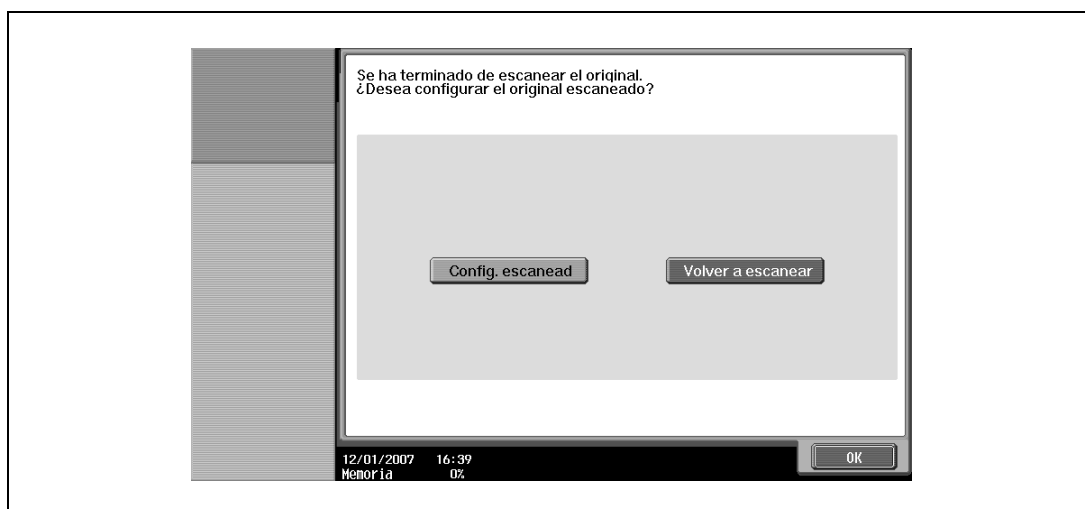 Se ha terminado de escanear el original.
¿Desea configurar el original escaneado?
Config. escanead
Volver a escanear
12/01/2007 16:39
Memoria 0%
OK